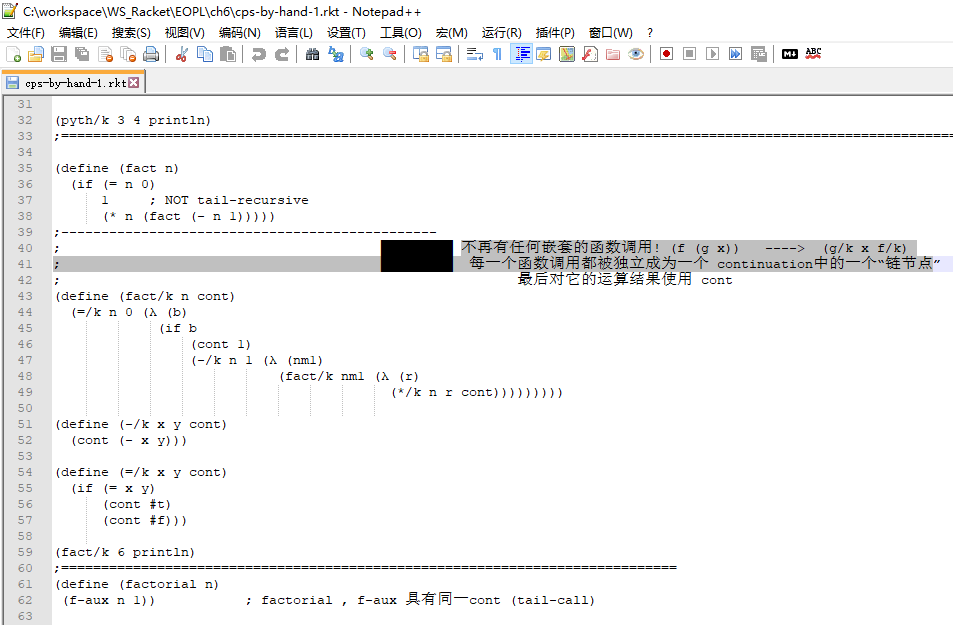 C:\workspace\WS_Racket\EOPL\ch6\cps-by-hand-1.rkt - Notepad++
文件(F) 编辑(E) 搜索(S) 视图(V) 编码(N) 语言(L) 设置(T) 工具(O) 宏(M) 运行(R) 插件(P) 窗口(W) ?
cps-by-hand-1.rkt
31
32 (pyth/k 3 4 println)
33 ;================================================================================================================
34
35 (define (fact n)
36   (if (= n 0)
37       1     ; NOT tail-recursive
38       (* n (fact (- n 1)))))
39 ;-----------------------------------------------
40 ; 不再有任何嵌套的函数调用! (f (g x))   ----> (g/k x f/k)
41 ; 每一个函数调用都被独立成为一个 continuation中的一个“链节点”
42 ; 最后对它的运算结果使用 cont
43 (define (fact/k n cont)
44   (=/k n 0 (λ (b)
45              (if b
46                  (cont 1)
47                  (-/k n 1 (λ (nm1)
48                             (fact/k nm1 (λ (r)
49                                           (*/k n r cont)))))))))
50
51 (define (-/k x y cont)
52   (cont (- x y)))
53
54 (define (=/k x y cont)
55   (if (= x y)
56       (cont #t)
57       (cont #f)))
58
59 (fact/k 6 println)
60 ;=============================================================================
61 (define (factorial n)
62  (f-aux n 1))           ; factorial , f-aux 具有同一cont (tail-call)
63